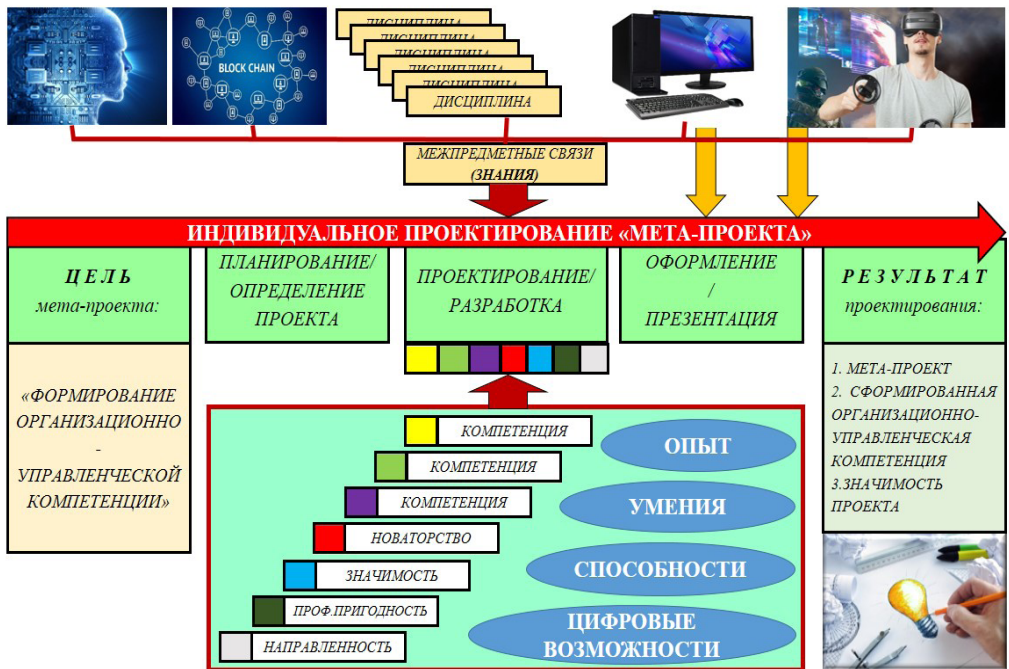 BLOCK CHAIN
ДИСЦИПЛИНА
ДИСЦИПЛИНА
ДИСЦИПЛИНА
ДИСЦИПЛИНА
ДИСЦИПЛИНА
ДИСЦИПЛИНА
МЕЖПРЕДМЕТНЫЕ СВЯЗИ
(ЗНАНИЯ)
ИНДИВИДУАЛЬНОЕ ПРОЕКТИРОВАНИЕ «МЕТА-ПРОЕКТА»
Ц Е Л Ь
мета-проекта:
ПЛАНИРОВАНИЕ/
ОПРЕДЕЛЕНИЕ
ПРОЕКТА
ПРОЕКТИРОВАНИЕ/
РАЗРАБОТКА
ОФОРМЛЕНИЕ
/
ПРЕЗЕНТАЦИЯ
Р Е З У Л Ь Т А Т
проектирования:
«ФОРМИРОВАНИЕ
ОРГАНИЗАЦИОННО
-
УПРАВЛЕНЧЕСКОЙ
КОМПЕТЕНЦИИ»
КОМПЕТЕНЦИЯ
КОМПЕТЕНЦИЯ
КОМПЕТЕНЦИЯ
НОВАТОРСТВО
ЗНАЧИМОСТЬ
ПРОФ.ПРИГОДНОСТЬ
НАПРАВЛЕННОСТЬ
ОПЫТ
УМЕНИЯ
СПОСОБНОСТИ
ЦИФРОВЫЕ
ВОЗМОЖНОСТИ
1. МЕТА-ПРОЕКТ
2. СФОРМИРОВАННАЯ
ОРГАНИЗАЦИОННО-
УПРАВЛЕНЧЕСКАЯ
КОМПЕТЕНЦИЯ
3.ЗНАЧИМОСТЬ
ПРОЕКТА